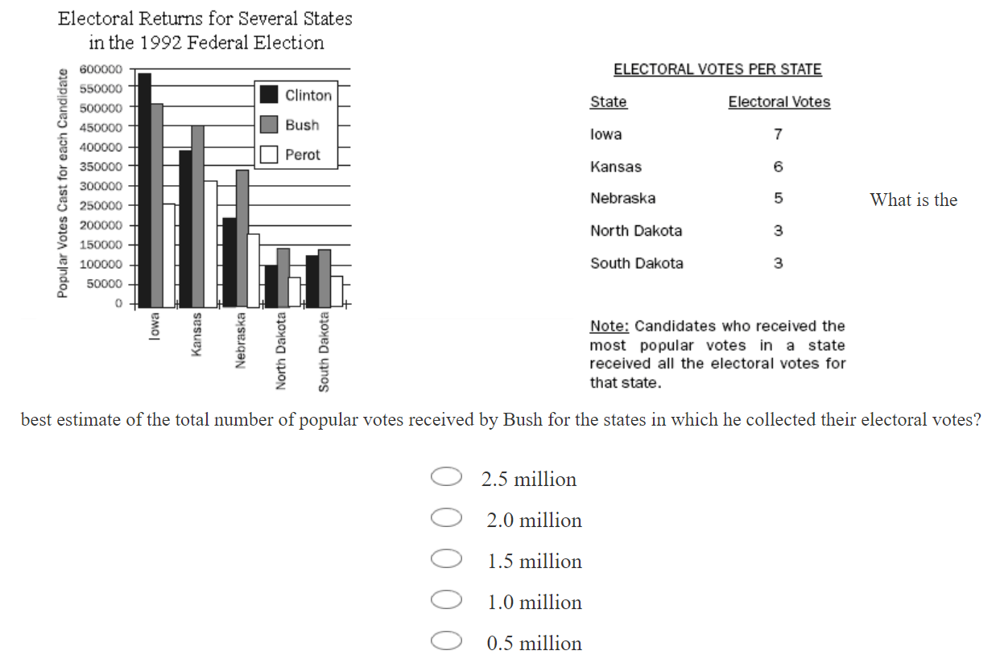 Electoral Returns for Several States
in the 1992 Federal Election
Popular Votes Cast for each Candidate
600000
550000
500000
450000
400000
350000
300000
250000
200000
150000
100000
50000
0
Clinton
Bush
Perot
Iowa
Kansas
Nebraska
North Dakota
South Dakota
ELECTORAL VOTES PER STATE
State Electoral Votes
Iowa 7
Kansas 6
Nebraska 5
North Dakota 3
South Dakota 3
Note: Candidates who received the
most popular votes in a state
received all the electoral votes for
that state.
What is the
best estimate of the total number of popular votes received by Bush for the states in which he collected their electoral votes?
2.5 million
2.0 million
1.5 million
1.0 million
0.5 million